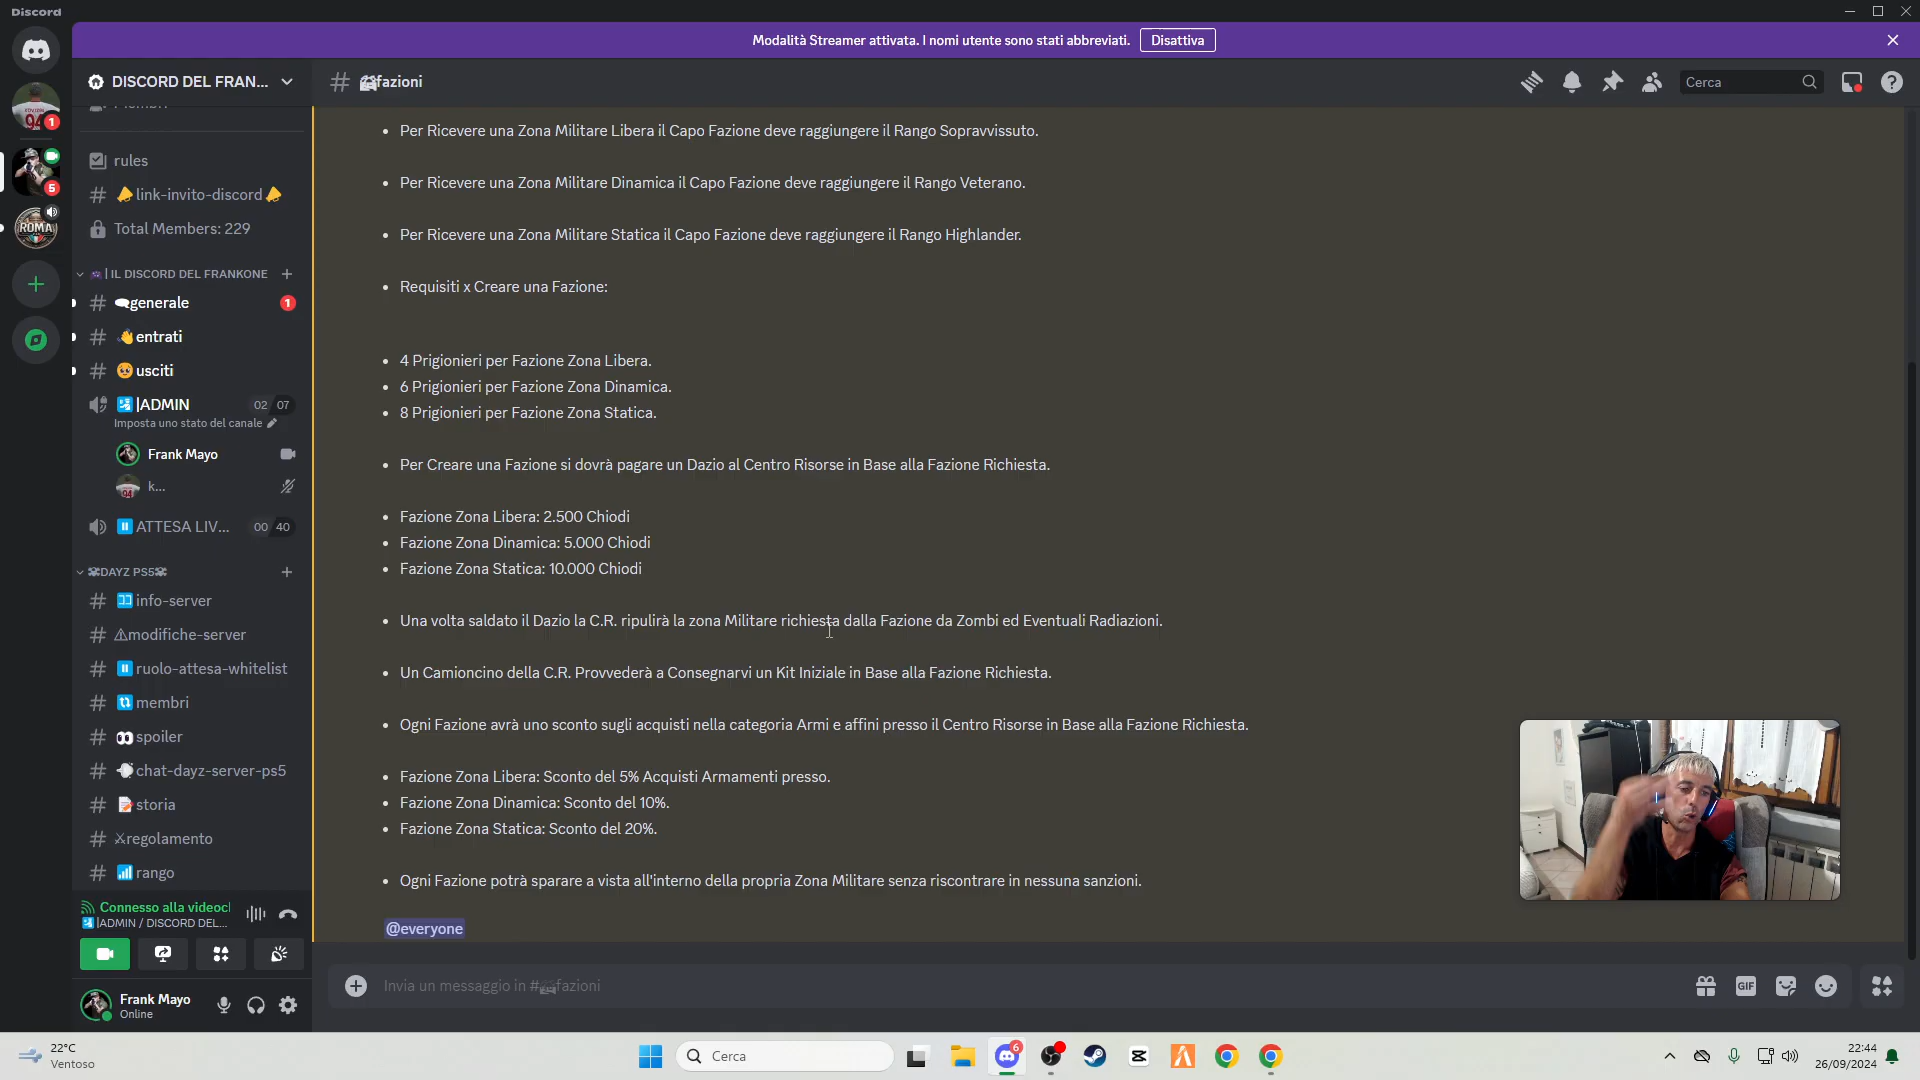 Discord
Modalità Streamer attivata. I nomi utente sono stati abbreviati.
Disattiva
DISCORD DEL FRAN...
fazioni
Cerca
rules
link-invito-discord
Total Members: 229
| IL DISCORD DEL FRANKONE
generale
1
entrati
usciti
|ADMIN
02 07
Imposta uno stato del canale
Frank Mayo
k...
ATTESA LIV...
00 40
DAYZ PS5
info-server
modifiche-server
ruolo-attesa-whitelist
membri
spoiler
chat-dayz-server-ps5
storia
regolamento
rango
Connesso alla videoc
|ADMIN / DISCORD DEL...
Frank Mayo
Online
1
5
ROMA
Per Ricevere una Zona Militare Libera il Capo Fazione deve raggiungere il Rango Sopravvissuto.
Per Ricevere una Zona Militare Dinamica il Capo Fazione deve raggiungere il Rango Veterano.
Per Ricevere una Zona Militare Statica il Capo Fazione deve raggiungere il Rango Highlander.
Requisiti x Creare una Fazione:
4 Prigionieri per Fazione Zona Libera.
6 Prigionieri per Fazione Zona Dinamica.
8 Prigionieri per Fazione Zona Statica.
Per Creare una Fazione si dovrà pagare un Dazio al Centro Risorse in Base alla Fazione Richiesta.
Fazione Zona Libera: 2.500 Chiodi
Fazione Zona Dinamica: 5.000 Chiodi
Fazione Zona Statica: 10.000 Chiodi
Una volta saldato il Dazio la C.R. ripulirà la zona Militare richiesta dalla Fazione da Zombi ed Eventuali Radiazioni.
Un Camioncino della C.R. Provvederà a Consegnarvi un Kit Iniziale in Base alla Fazione Richiesta.
Ogni Fazione avrà uno sconto sugli acquisti nella categoria Armi e affini presso il Centro Risorse in Base alla Fazione Richiesta.
Fazione Zona Libera: Sconto del 5% Acquisti Armamenti presso.
Fazione Zona Dinamica: Sconto del 10%.
Fazione Zona Statica: Sconto del 20%.
Ogni Fazione potrà sparare a vista all'interno della propria Zona Militare senza riscontrare in nessuna sanzioni.
@everyone
Invia un messaggio in #fazioni
GIF
22°C
Ventoso
Cerca
6
22:44
26/09/2024